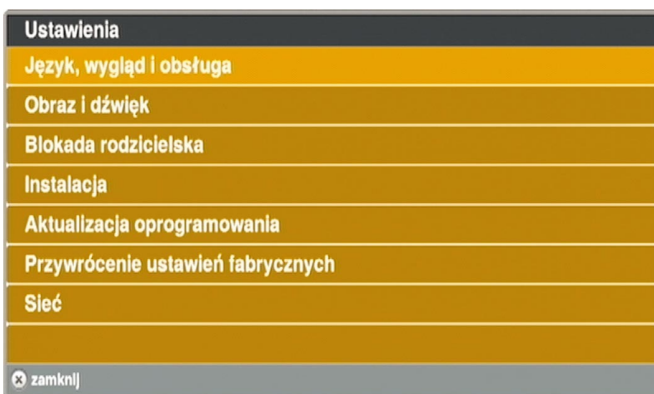 Ustawienia
Język, wygląd i obsługa
Obraz i dźwięk
Blokada rodzicielska
Instalacja
Aktualizacja oprogramowania
Przywrócenie ustawień fabrycznych
Sieć
zamknij